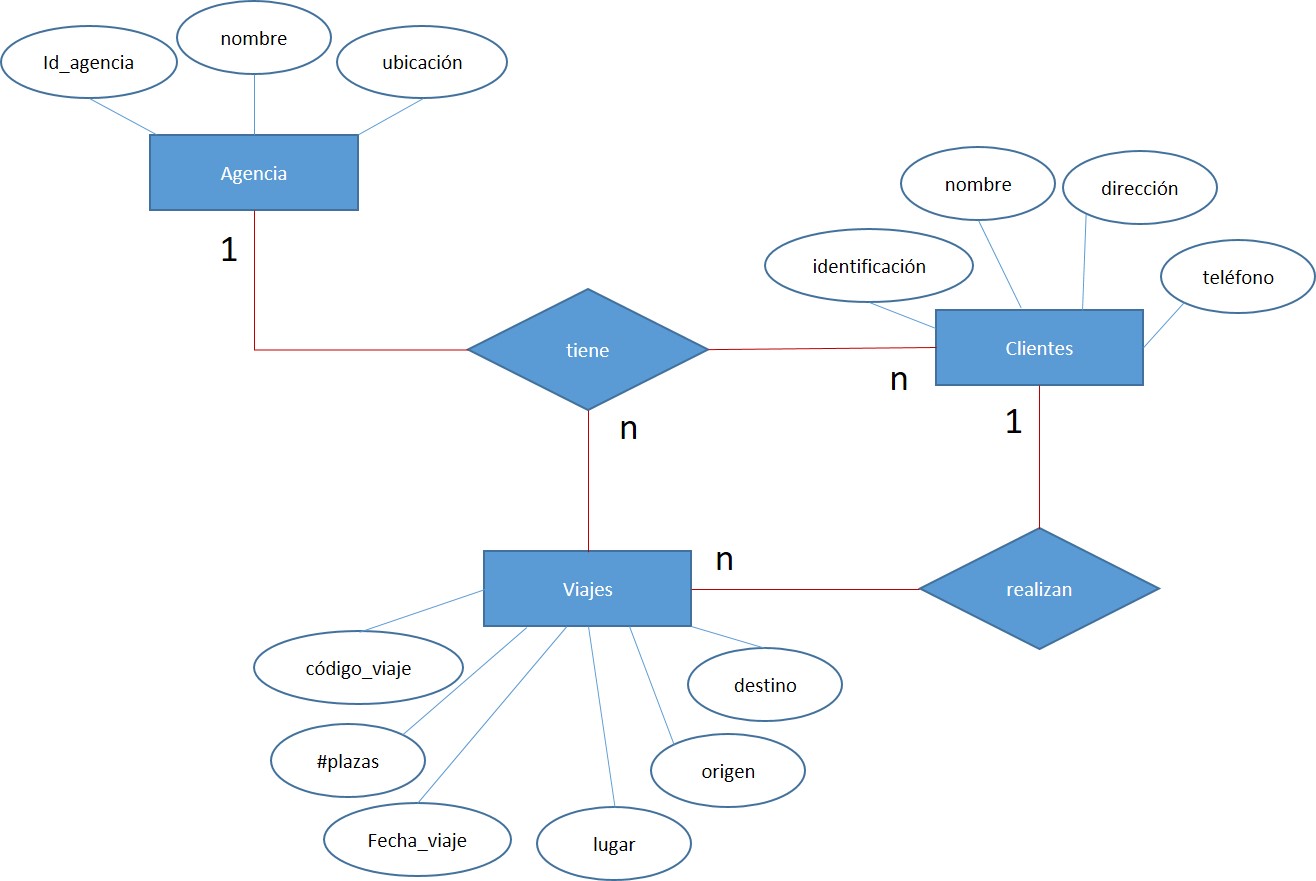 Id_agencia
nombre
ubicación
Agencia
1
nombre
dirección
identificación
teléfono
Clientes
tiene
n
1
n
n
Viajes
realizan
código_viaje
destino
#plazas
origen
Fecha_viaje
lugar